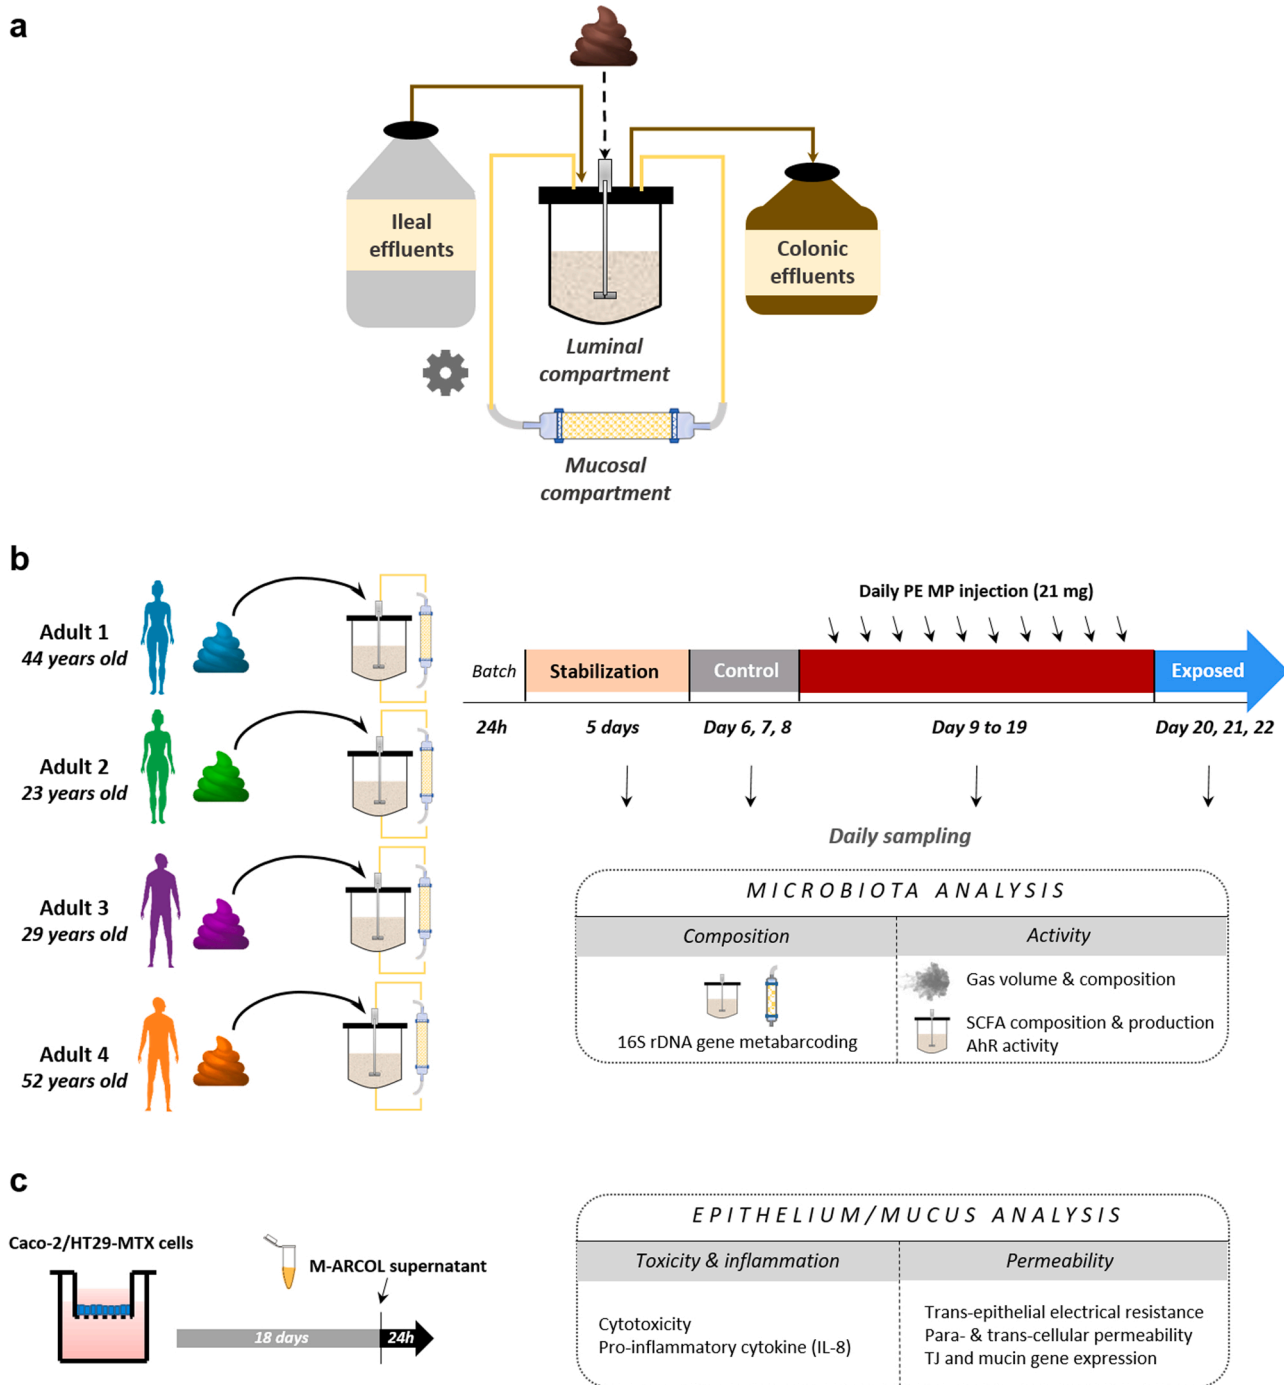 a
Ileal
effluents
Colonic
effluents
Luminal
compartment
Mucosal
compartment
b
Adult 1
44 years old
Adult 2
23 years old
Adult 3
29 years old
Adult 4
52 years old
Daily PE MP injection (21 mg)
Batch
Stabilization
Control
Exposed
24h
5 days
Day 6, 7, 8
Day 9 to 19
Day 20, 21, 22
Daily sampling
MICROBIOTA ANALYSIS
Composition
Activity
16S rDNA gene metabarcoding
Gas volume & composition
SCFA composition & production
AhR activity
c
Caco-2/HT29-MTX cells
M-ARCOL supernatant
18 days
24h
EPITHELIUM/MUCUS ANALYSIS
Toxicity & inflammation
Permeability
Cytotoxicity
Pro-inflammatory cytokine (IL-8)
Trans-epithelial electrical resistance
Para- & trans-cellular permeability
TJ and mucin gene expression